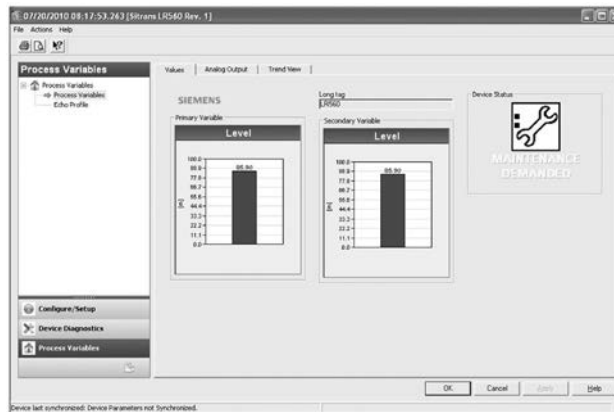 07/20/2010 08:17:53.263 [Sitrans LR560 Rev. 1]
File Actions Help
Process Variables
Process Variables
Process Variables
Echo Profile
Values Analog Output Trend View
SIEMENS
Long tag
LR560
Primary Variable
Level
100.0
88.9
77.8
66.7
55.6
44.4
33.3
22.2
11.1
0.0
[m]
85.90
Secondary Variable
Level
100.0
88.9
77.8
66.7
55.6
44.4
33.3
22.2
11.1
0.0
[m]
85.90
Device Status
MAINTENANCE
DEMANDED
Configure/Setup
Device Diagnostics
Process Variables
OK Cancel Apply Help
Device last synchronized: Device Parameters not Synchronized.